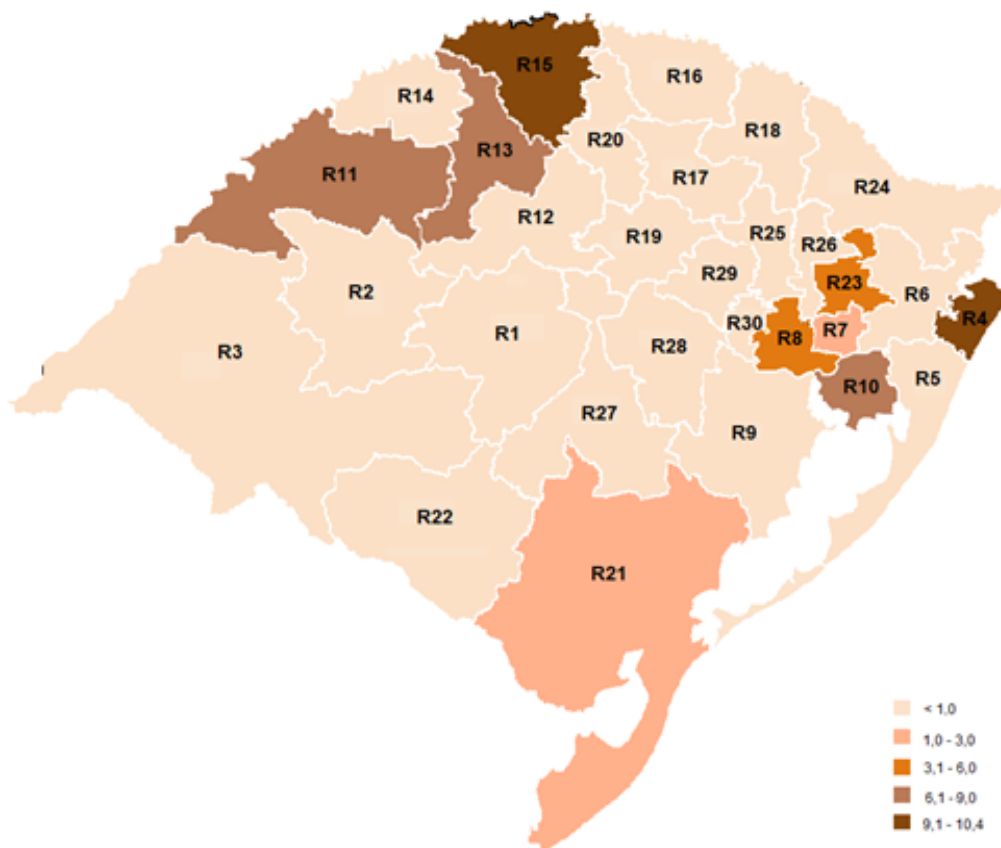 R15
R16
R14
R18
R20
R13
R11
R17
R24
R12
R19
R25
R26
R29
R23
R2
R6
R4
R30
R7
R1
R8
R28
R3
R5
R10
R27
R9
R22
R21
< 1,0
1,0 - 3,0
3,1 - 6,0
6,1 - 9,0
9,1 - 10,4